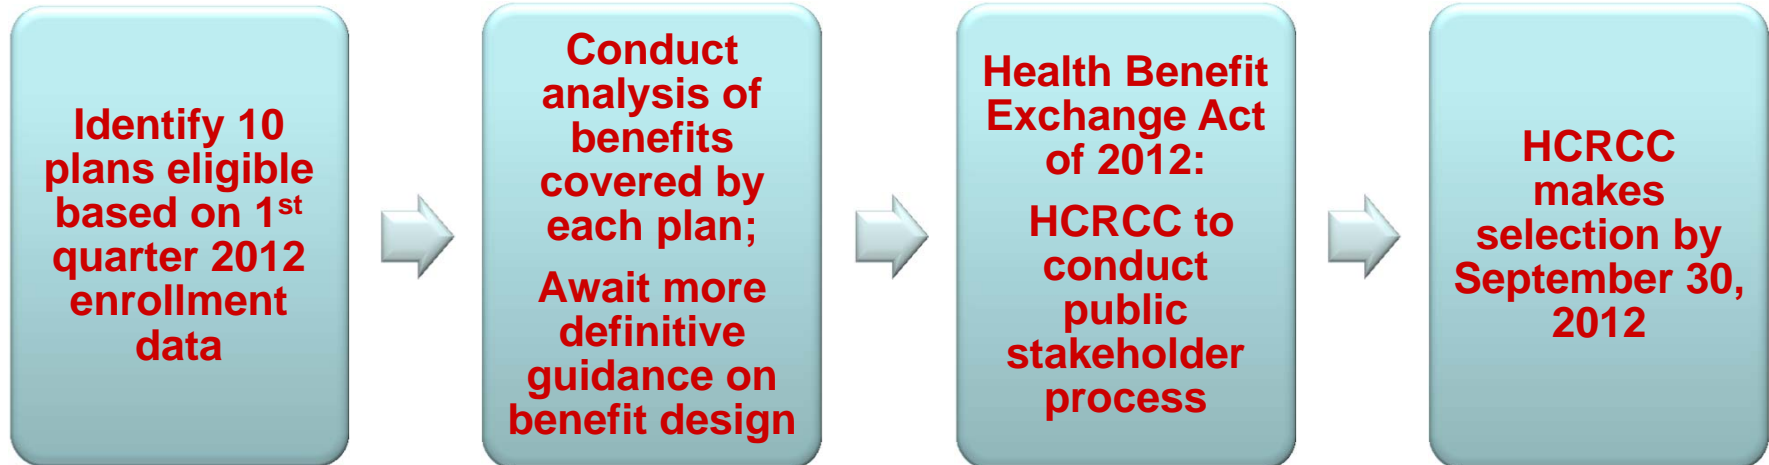 Identify 10
plans eligible
based on 1st
quarter 2012
enrollment
data
Conduct
analysis of
benefits
covered by
each plan;
Await more
definitive
guidance on
benefit design
Health Benefit
Exchange Act
of 2012:
HCRCC to
conduct
public
stakeholder
process
HCRCC
makes
selection by
September 30,
2012